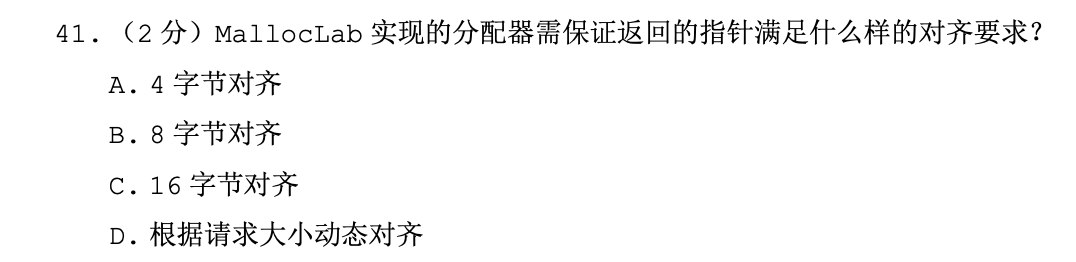 41. （2 分）MallocLab 实现的分配器需保证返回的指针满足什么样的对齐要求？
A. 4 字节对齐
B. 8 字节对齐
C. 16 字节对齐
D. 根据请求大小动态对齐